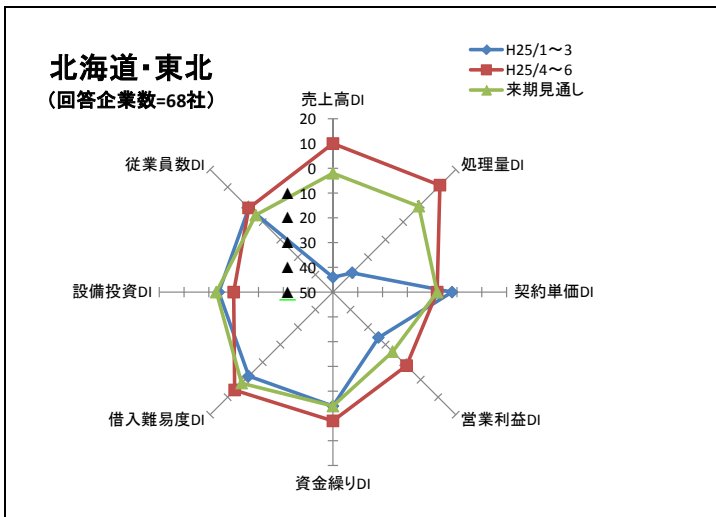 北海道・東北
（回答企業数=68社）
H25/1～3
H25/4～6
来期見通し
売上高DI
処理量DI
契約単価DI
営業利益DI
資金繰りDI
借入難易度DI
設備投資DI
従業員数DI
20
10
0
▲ 10
▲ 20
▲ 30
▲ 40
▲ 50